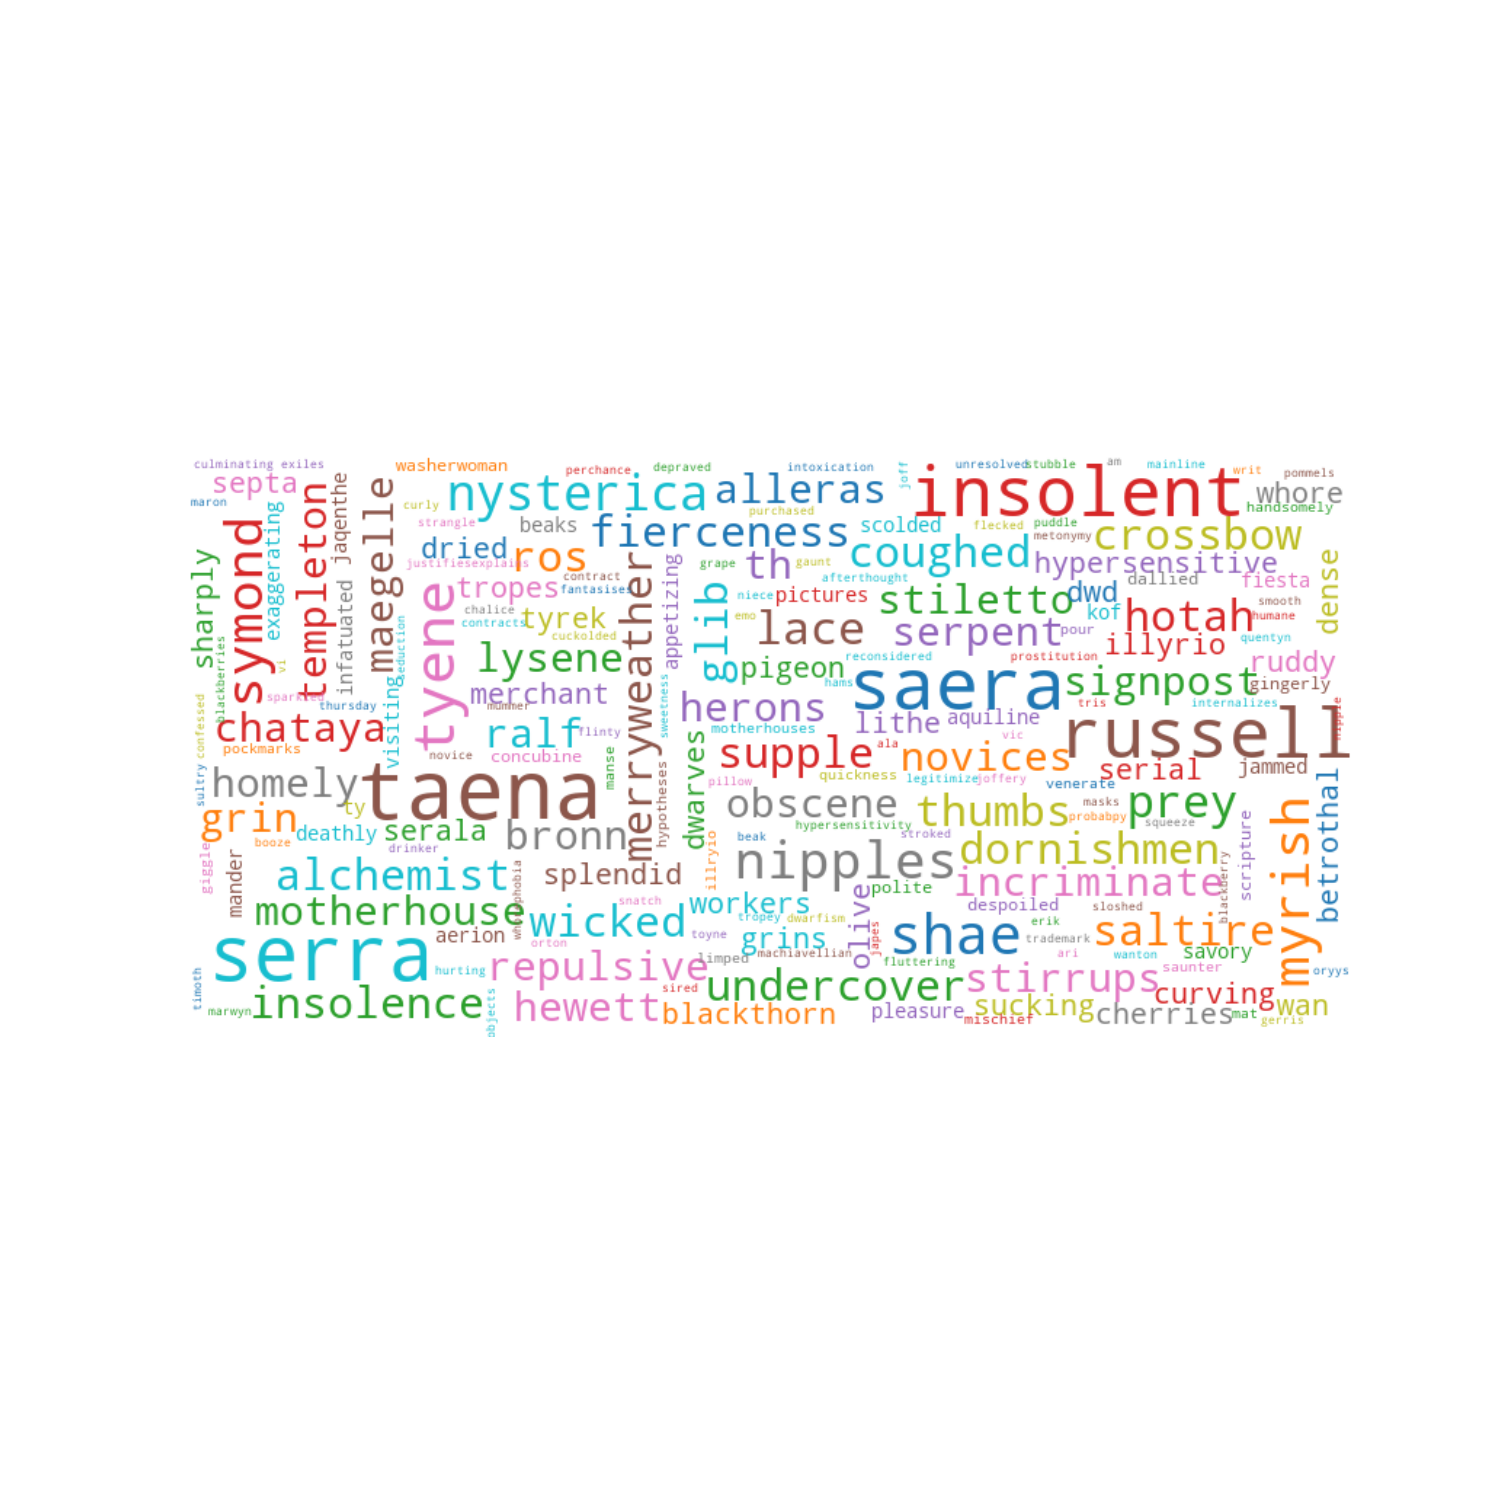 culminating exiles
washerwoman
perchance
depraved
intoxication
joff
unresolved
stubble
am
mainline
writ
pommels
septa
maron
symond
exaggerating
templeton
jaqenthe
maegelle
curly
nysterica
alleras
insolent
whore
handsomely
strangle
beaks
fierceness
purchased
scolded
flecked
puddle
metonymy
crossbow
dried
ros
justifiesexplains
grape
th
gaunt
coughed
hypersensitive
sharply
infatuated
tyene
tropes
contract
fantasises
merryweather
appetizing
glib
afterthought
niece
pictures
stiletto
dwd
dallied
fiesta
dense
chalice
contracts
tyrek
cuckolded
emo
lace
serpent
pour
kof
hotah
smooth
humane
blackberries
vi
seduction
lysene
pigeon
reconsidered
prostitution
illyrio
quentyn
ruddy
gingerly
confessed
sparkled
thursday
visiting
merchant
mummer
sweetness
hams
saera
signpost
tris
internalizes
nipple
chataya
pockmarks
ralf
flinty
herons
motherhouses
lithe
aquiline
vic
russell
novice
concubine
manse
hypotheses
dwarves
supple
ala
novices
serial
jammed
sultry
homely
taena
pillow
quickness
legitimize
joffery
venerate
betrothal
grin
ty
deathly
serala
bronn
obscene
thumbs
masks
probabpy
prey
myrish
booze
drinker
beak
hypersensitivity
stroked
squeeze
giggle
mander
alchemist
splendid
illryio
nipples
dornishmen
scripture
motherhouse
whorephobia
snatch
workers
olive
polite
incriminate
blackberry
despoiled
sloshed
serra
aerion
wicked
orton
toyne
tropey
dwarfism
grins
japes
shae
erik
trademark
saltire
timoth
hurting
repulsive
limped
machiavellian
fluttering
ari
wanton
savory
saunter
oryys
marwyn
insolence
objects
hewett
sired
undercover
stirrups
curving
blackthorn
pleasure
mischief
sucking
cherries
mat
wan
gerris